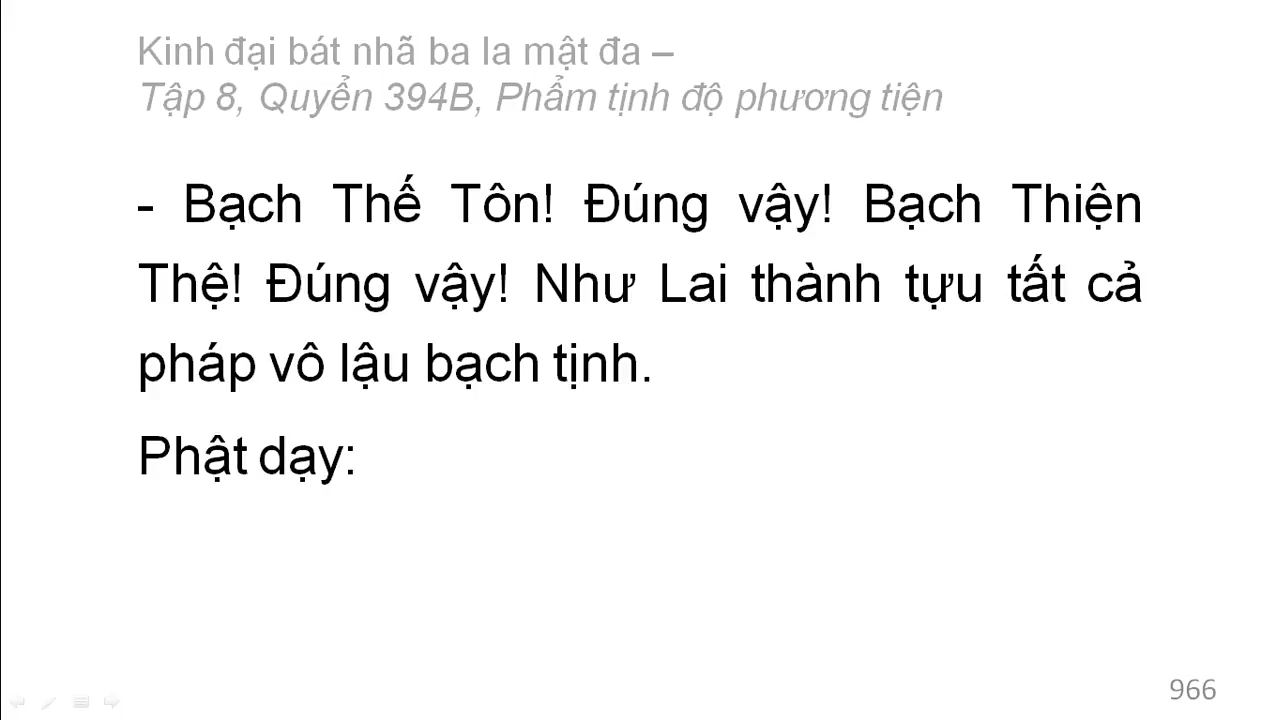 Kinh đại bát nhã ba la mật đa –
Tập 8, Quyển 394B, Phẩm tịnh độ phương tiện
- Bạch Thế Tôn! Đúng vậy! Bạch Thiện
Thệ! Đúng vậy! Như Lai thành tựu tất cả
pháp vô lậu bạch tịnh.
Phật dạy:
966